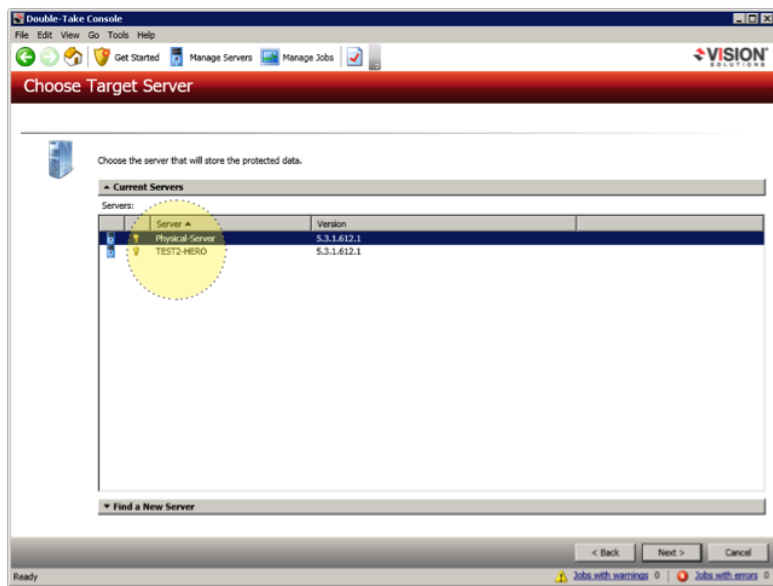 Double-Take Console
File Edit View Go Tools Help
Get Started Manage Servers Manage Jobs
VISION
SOLUTIONS
Choose Target Server
Choose the server that will store the protected data.
Current Servers
Servers:
Server Version
Physical-Server 5.3.1.612.1
TEST2-HERO 5.3.1.612.1
Find a New Server
< Back Next > Cancel
Ready Jobs with warnings 0 Jobs with errors 0